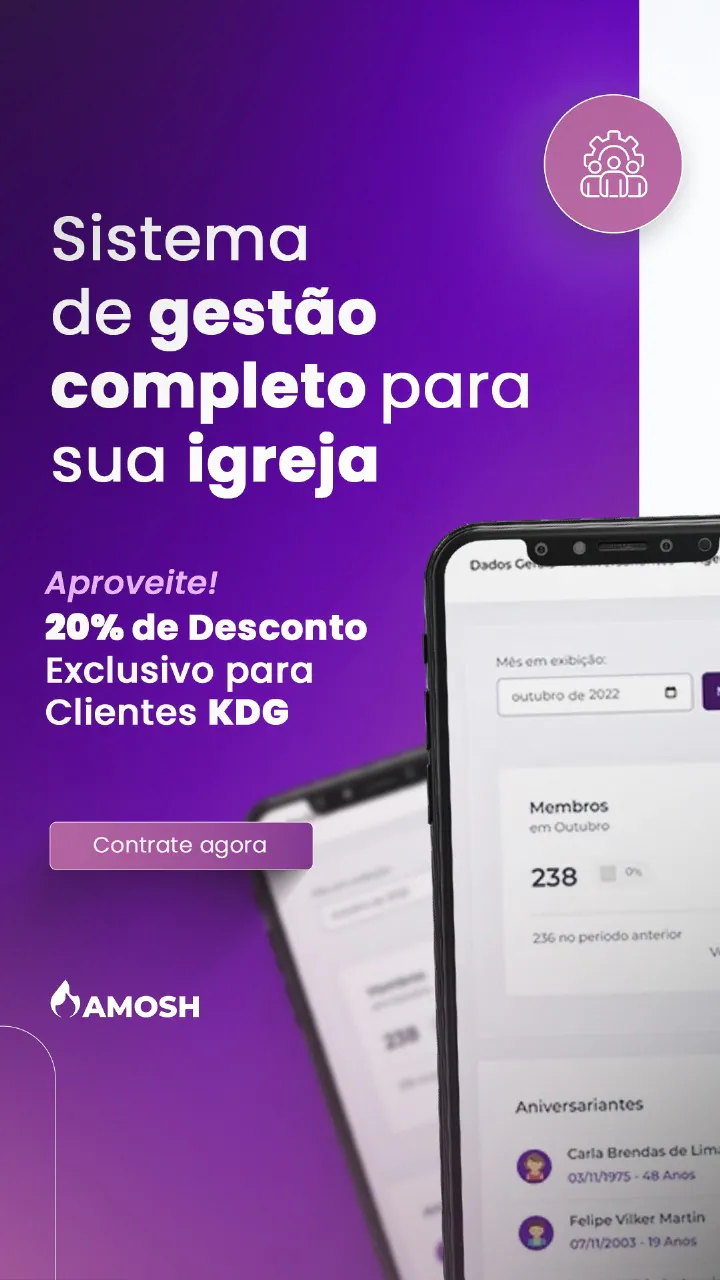 Sistema
de gestão
completo para
sua igreja
Aproveite!
20% de Desconto
Exclusivo para
Clientes KDG
Contrate agora
AMOSH
Dados
Mês em exibição:
outubro de 2022
Membros
em Outubro
238 0%
236 no período anterior
Aniversariantes
Carla Brendas de
03/11/1975 - 48 Anos
Felipe Vilker Martin
07/11/2003 - 19 Anos
238